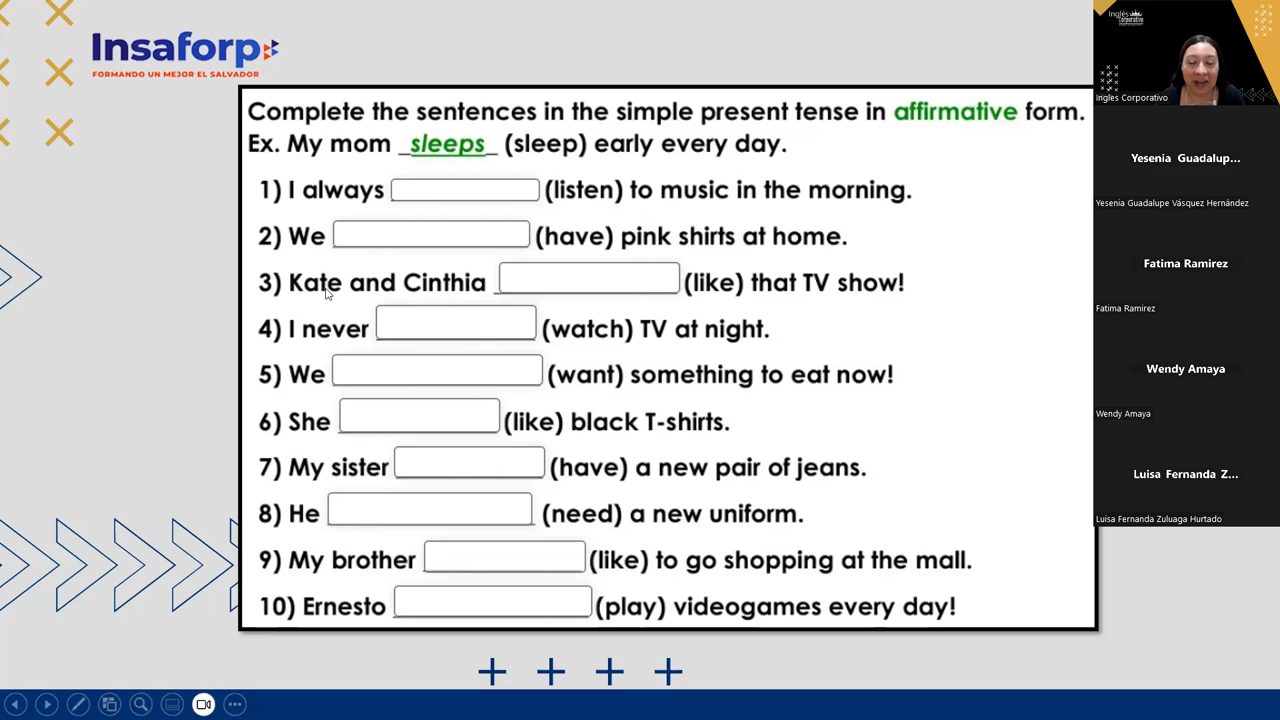 Insaforp
FORMANDO UN MEJOR EL SALVADOR
Complete the sentences in the simple present tense in affirmative form.
Ex. My mom _sleeps_ (sleep) early every day.
1) I always (listen) to music in the morning.
2) We (have) pink shirts at home.
3) Kate and Cinthia (like) that TV show!
4) I never (watch) TV at night.
5) We (want) something to eat now!
6) She (like) black T-shirts.
7) My sister (have) a new pair of jeans.
8) He (need) a new uniform.
9) My brother (like) to go shopping at the mall.
10) Ernesto (play) videogames every day!
Inglés
Corporativo
Ingles Corporativo
Yesenia Guadalup...
Yesenia Guadalupe Vásquez Hernández
Fatima Ramirez
Fatima Ramirez
Wendy Amaya
Wendy Amaya
Luisa Fernanda Z...
Luisa Fernanda Zuluaga Hurtado